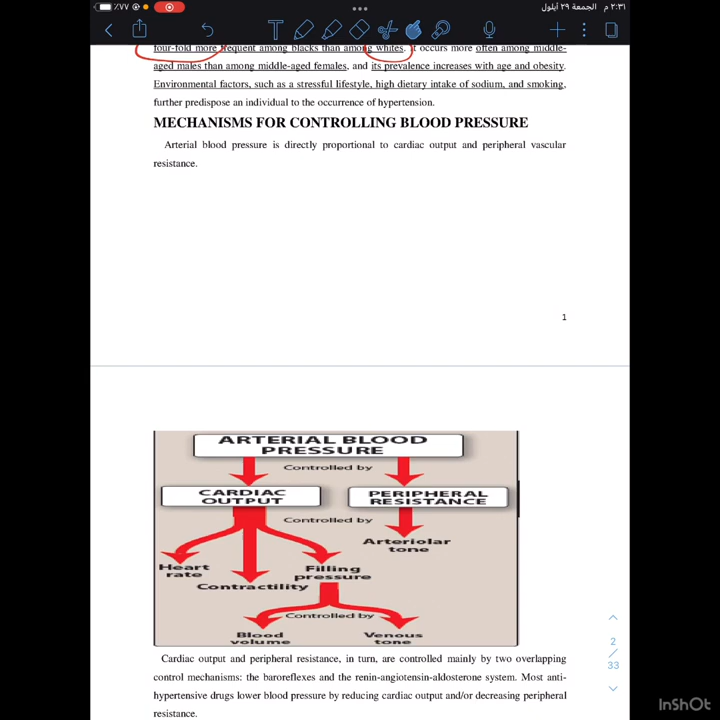 ٪٧٧
٢:٣١ م الجمعة ٢٩ أيلول
four-fold more frequent among blacks than among whites. It occurs more often among middle-
aged males than among middle-aged females, and its prevalence increases with age and obesity.
Environmental factors, such as a stressful lifestyle, high dietary intake of sodium, and smoking,
further predispose an individual to the occurrence of hypertension.
MECHANISMS FOR CONTROLLING BLOOD PRESSURE
Arterial blood pressure is directly proportional to cardiac output and peripheral vascular
resistance.
1
ARTERIAL BLOOD
PRESSURE
Controlled by
CARDIAC
OUTPUT
PERIPHERAL
RESISTANCE
Controlled by
Arteriolar
tone
Heart
rate
Contractility
Filling
pressure
Controlled by
Blood
volume
Venous
tone
2
/
33
Cardiac output and peripheral resistance, in turn, are controlled mainly by two overlapping
control mechanisms: the baroreflexes and the renin-angiotensin-aldosterone system. Most anti-
hypertensive drugs lower blood pressure by reducing cardiac output and/or decreasing peripheral
resistance.
InShOt